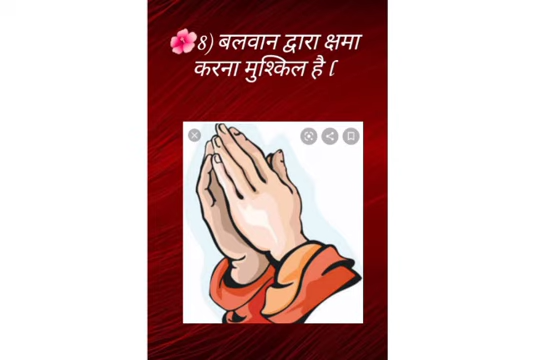 🌺8) बलवान द्वारा क्षमा
करना मुश्किल है l